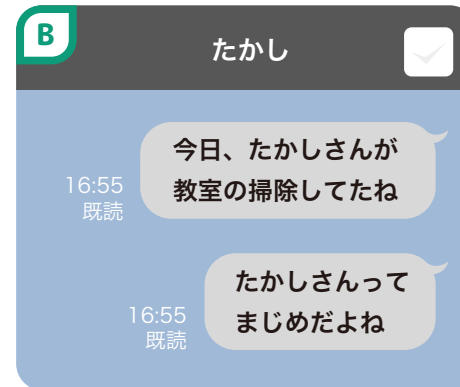 B
たかし
今日、たかしさんが
教室の掃除してたね
16:55
既読
たかしさんって
まじめだよね
16:55
既読